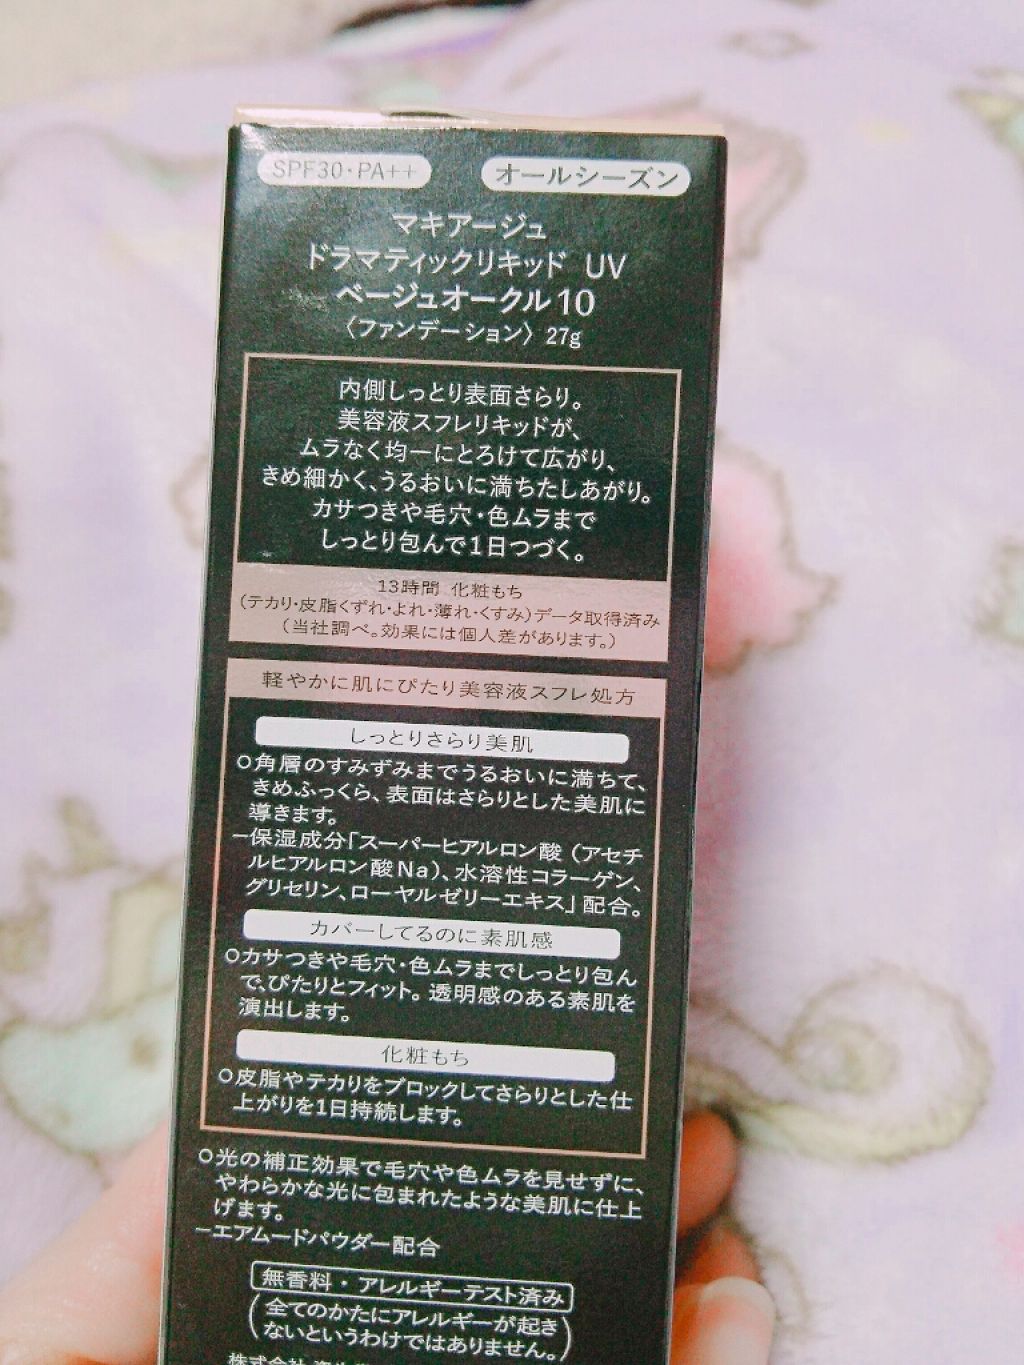 SPF30・PA++
オールシーズン
マキアージュ
ドラマティックリキッド UV
ベージュオークル10
〈ファンデーション〉27g
内側しっとり表面さらり。
美容液スフレリキッドが、
ムラなく均一にとろけて広がり、
きめ細かく、うるおいに満ちたしあがり。
カサつきや毛穴・色ムラまで
しっとり包んで1日つづく。
13時間 化粧もち
(テカリ・皮脂くずれ・よれ・薄れ・くすみ)データ取得済み
(当社調べ。効果には個人差があります。)
軽やかに肌にぴたり美容液スフレ処方
しっとりさらり美肌
○角層のすみずみまでうるおいに満ちて、
きめふっくら、表面はさらりとした美肌に
導きます。
−保湿成分「スーパーヒアルロン酸(アセチ
ルヒアルロン酸Na)、水溶性コラーゲン、
グリセリン、ローヤルゼリーエキス」配合。
カバーしてるのに素肌感
○カサつきや毛穴・色ムラまでしっとり包ん
で、ぴたりとフィット。透明感のある素肌を
演出します。
化粧もち
○皮脂やテカリをブロックしてさらりとした仕
上がりを1日持続します。
○光の補正効果で毛穴や色ムラを見せずに、
やわらかな光に包まれたような美肌に仕上
げます。
−エアムードパウダー配合
無香料・アレルギーテスト済み
(全てのかたにアレルギーが起き
ないというわけではありません。)
株式会社